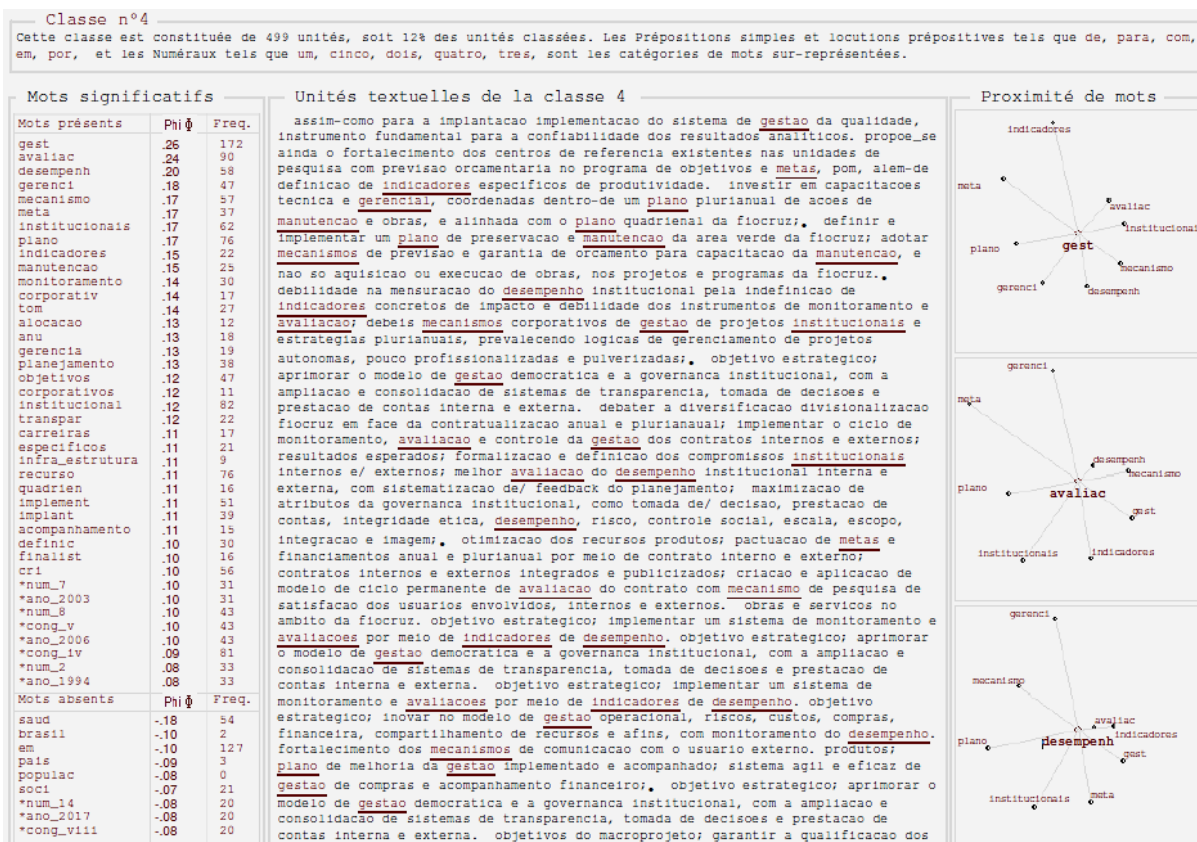 Classe nº4
Cette classe est constituée de 499 unités, soit 12% des unités classées. Les Prépositions simples et locutions prépositives tels que de, para, com,
em, por, et les Numéraux tels que um, cinco, dois, quatro, tres, sont les catégories de mots sur-représentées.
Mots significatifs
Mots présents Phi Φ Freq.
gest .26 172
avaliac .24 90
desempenh .20 58
gerenci .18 47
mecanismo .17 57
meta .17 37
institucionais .17 62
plano .17 76
indicadores .15 22
manutencao .15 25
monitoramento .14 30
corporativ .14 17
tom .14 27
alocacao .13 12
anu .13 18
gerencia .13 19
planejamento .13 38
objetivos .12 47
corporativos .12 11
institucional .12 82
transpar .12 22
carreiras .11 17
especificos .11 21
infra_estrutura .11 9
recurso .11 76
quadrien .11 16
implement .11 51
implant .11 39
acompanhamento .11 15
definic .10 30
finalist .10 16
cri .10 56
*num_7 .10 31
*ano_2003 .10 31
*num_8 .10 43
*cong_v .10 43
*ano_2006 .10 43
*cong_iv .09 81
*num_2 .08 33
*ano_1994 .08 33
Mots absents Phi Φ Freq.
saud -.18 54
brasil -.10 2
em -.10 127
pais -.09 3
populac -.08 0
soci -.07 21
*num_14 -.08 20
*ano_2017 -.08 20
*cong_viii -.08 20
Unités textuelles de la classe 4
assim-como para a implantacao implementacao do sistema de gestao da qualidade,
instrumento fundamental para a confiabilidade dos resultados analiticos. propoe_se
ainda o fortalecimento dos centros de referencia existentes nas unidades de
pesquisa com previsao orcamentaria no programa de objetivos e metas, pom, alem-de
definicao de indicadores especificos de produtividade. investir em capacitacoes
tecnica e gerencial, coordenadas dentro-de um plano plurianual de acoes de
manutencao e obras, e alinhada com o plano quadrienal da fiocruz;. definir e
implementar um plano de preservacao e manutencao da area verde da fiocruz; adotar
mecanismos de previsao e garantia de orcamento para capacitacao da manutencao, e
nao so aquisicao ou execucao de obras, nos projetos e programas da fiocruz..
debilidade na mensuracao do desempenho institucional pela indefinicao de
indicadores concretos de impacto e debilidade dos instrumentos de monitoramento e
avaliacao; debeis mecanismos corporativos de gestao de projetos institucionais e
estrategias plurianuais, prevalecendo logicas de gerenciamento de projetos
autonomas, pouco profissionalizadas e pulverizadas;. objetivo estrategico;
aprimorar o modelo de gestao democratica e a governanca institucional, com a
ampliacao e consolidacao de sistemas de transparencia, tomada de decisoes e
prestacao de contas interna e externa. debater a diversificacao divisionalizacao
fiocruz em face da contratualizacao anual e plurianaual; implementar o ciclo de
monitoramento, avaliacao e controle da gestao dos contratos internos e externos;
resultados esperados; formalizacao e definicao dos compromissos institucionais
internos e/ externos; melhor avaliacao do desempenho institucional interna e
externa, com sistematizacao de/ feedback do planejamento; maximizacao de
atributos da governanca institucional, como tomada de/ decisao, prestacao de
contas, integridade etica, desempenho, risco, controle social, escala, escopo,
integracao e imagem;. otimizacao dos recursos produtos; pactuacao de metas e
financiamentos anual e plurianual por meio de contrato interno e externo;
contratos internos e externos integrados e publicizados; criacao e aplicacao de
modelo de ciclo permanente de avaliacao do contrato com mecanismo de pesquisa de
satisfacao dos usuarios envolvidos, internos e externos. obras e servicos no
ambito da fiocruz. objetivo estrategico; implementar um sistema de monitoramento e
avaliacoes por meio de indicadores de desempenho. objetivo estrategico; aprimorar
o modelo de gestao democratica e a governanca institucional, com a ampliacao e
consolidacao de sistemas de transparencia, tomada de decisoes e prestacao de
contas interna e externa. objetivo estrategico; implementar um sistema de
monitoramento e avaliacoes por meio de indicadores de desempenho. objetivo
estrategico; inovar no modelo de gestao operacional, riscos, custos, compras,
financeira, compartilhamento de recursos e afins, com monitoramento do desempenho.
fortalecimento dos mecanismos de comunicacao com o usuario externo. produtos;
plano de melhoria da gestao implementado e acompanhado; sistema agil e eficaz de
gestao de compras e acompanhamento financeiro;. objetivo estrategico; aprimorar o
modelo de gestao democratica e a governanca institucional, com a ampliacao e
consolidacao de sistemas de transparencia, tomada de decisoes e prestacao de
contas interna e externa. objetivos do macroprojeto; garantir a qualificacao dos
Proximité de mots
indicadores
meta
avaliac
institucionais
gest
plano
mecanismo
gerenci
desempenh
gerenci
meta
desempenh
mecanismo
plano
avaliac
gest
institucionais
indicadores
gerenci
mecanismo
avaliac
indicadores
plano
desempenh
gest
institucionais
meta